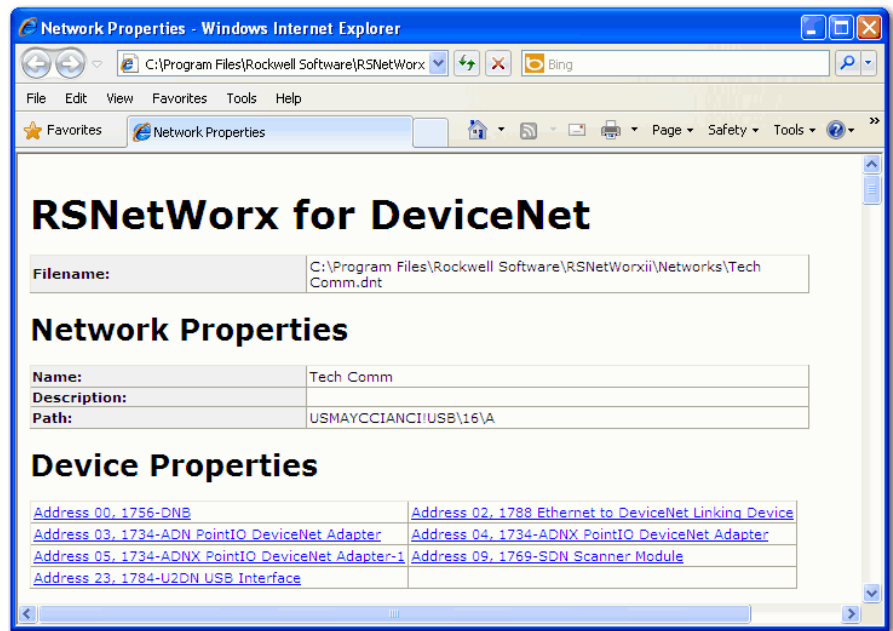 Network Properties - Windows Internet Explorer
C:\Program Files\Rockwell Software\RSNetWorx
Bing
File Edit View Favorites Tools Help
Favorites
Network Properties
Page Safety Tools
RSNetWorx for DeviceNet
Filename:
C:\Program Files\Rockwell Software\RSNetWorxii\Networks\Tech
Comm.dnt
Network Properties
Name: Tech Comm
Description:
Path: USMAYCCIANCI!USB\16\A
Device Properties
Address 00, 1756-DNB Address 02, 1788 Ethernet to DeviceNet Linking Device
Address 03, 1734-ADN PointIO DeviceNet Adapter Address 04, 1734-ADNX PointIO DeviceNet Adapter
Address 05, 1734-ADNX PointIO DeviceNet Adapter-1 Address 09, 1769-SDN Scanner Module
Address 23, 1784-U2DN USB Interface